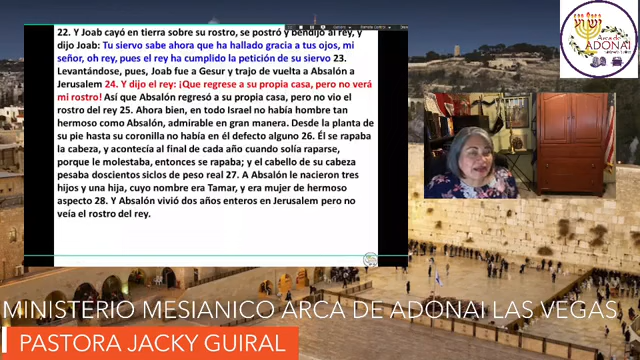 22. Y Joab cayó en tierra sobre su rostro, se postró y bendijo al rey, y
dijo Joab: Tu siervo sabe ahora que ha hallado gracia a tus ojos, mi
señor, oh rey, pues el rey ha cumplido la petición de su siervo 23.
Levantándose, pues, Joab fue a Gesur y trajo de vuelta a Absalón a
Jerusalem 24. Y dijo el rey: ¡Que regrese a su propia casa, pero no verá
mi rostro! Así que Absalón regresó a su propia casa, pero no vio el
rostro del rey 25. Ahora bien, en todo Israel no había hombre tan
hermoso como Absalón, admirable en gran manera. Desde la planta de
su pie hasta su coronilla no había en él defecto alguno 26. Él se rapaba
la cabeza, y acontecía al final de cada año cuando solía raparse,
porque le molestaba, entonces se rapaba; y el cabello de su cabeza
pesaba doscientos siclos de peso real 27. A Absalón le nacieron tres
hijos y una hija, cuyo nombre era Tamar, y era mujer de hermoso
aspecto 28. Y Absalón vivió dos años enteros en Jerusalem pero no
veía el rostro del rey.
Arca de
ADONAI
LAS VEGAS
MINISTERIO MESIANICO ARCA DE ADONAI LAS VEGAS
PASTORA JACKY GUIRAL